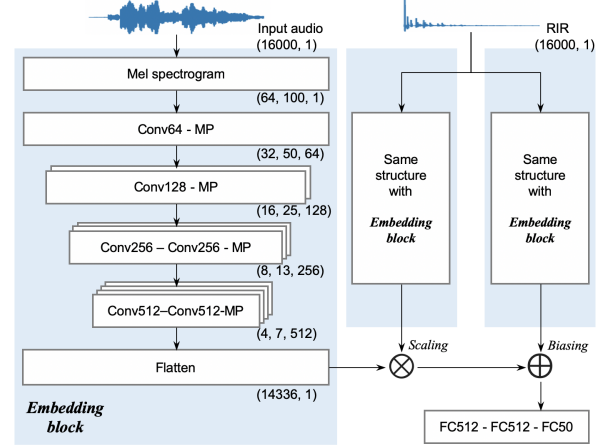 Input audio
(16000, 1)
RIR
(16000, 1)
Mel spectrogram
(64, 100, 1)
Conv64 - MP
(32, 50, 64)
Conv128 - MP
(16, 25, 128)
Conv256 – Conv256 - MP
(8, 13, 256)
Conv512–Conv512-MP
(4, 7, 512)
Flatten
(14336, 1)
Embedding
block
Same
structure
with
Embedding
block
Same
structure
with
Embedding
block
Scaling
Biasing
FC512 - FC512 - FC50